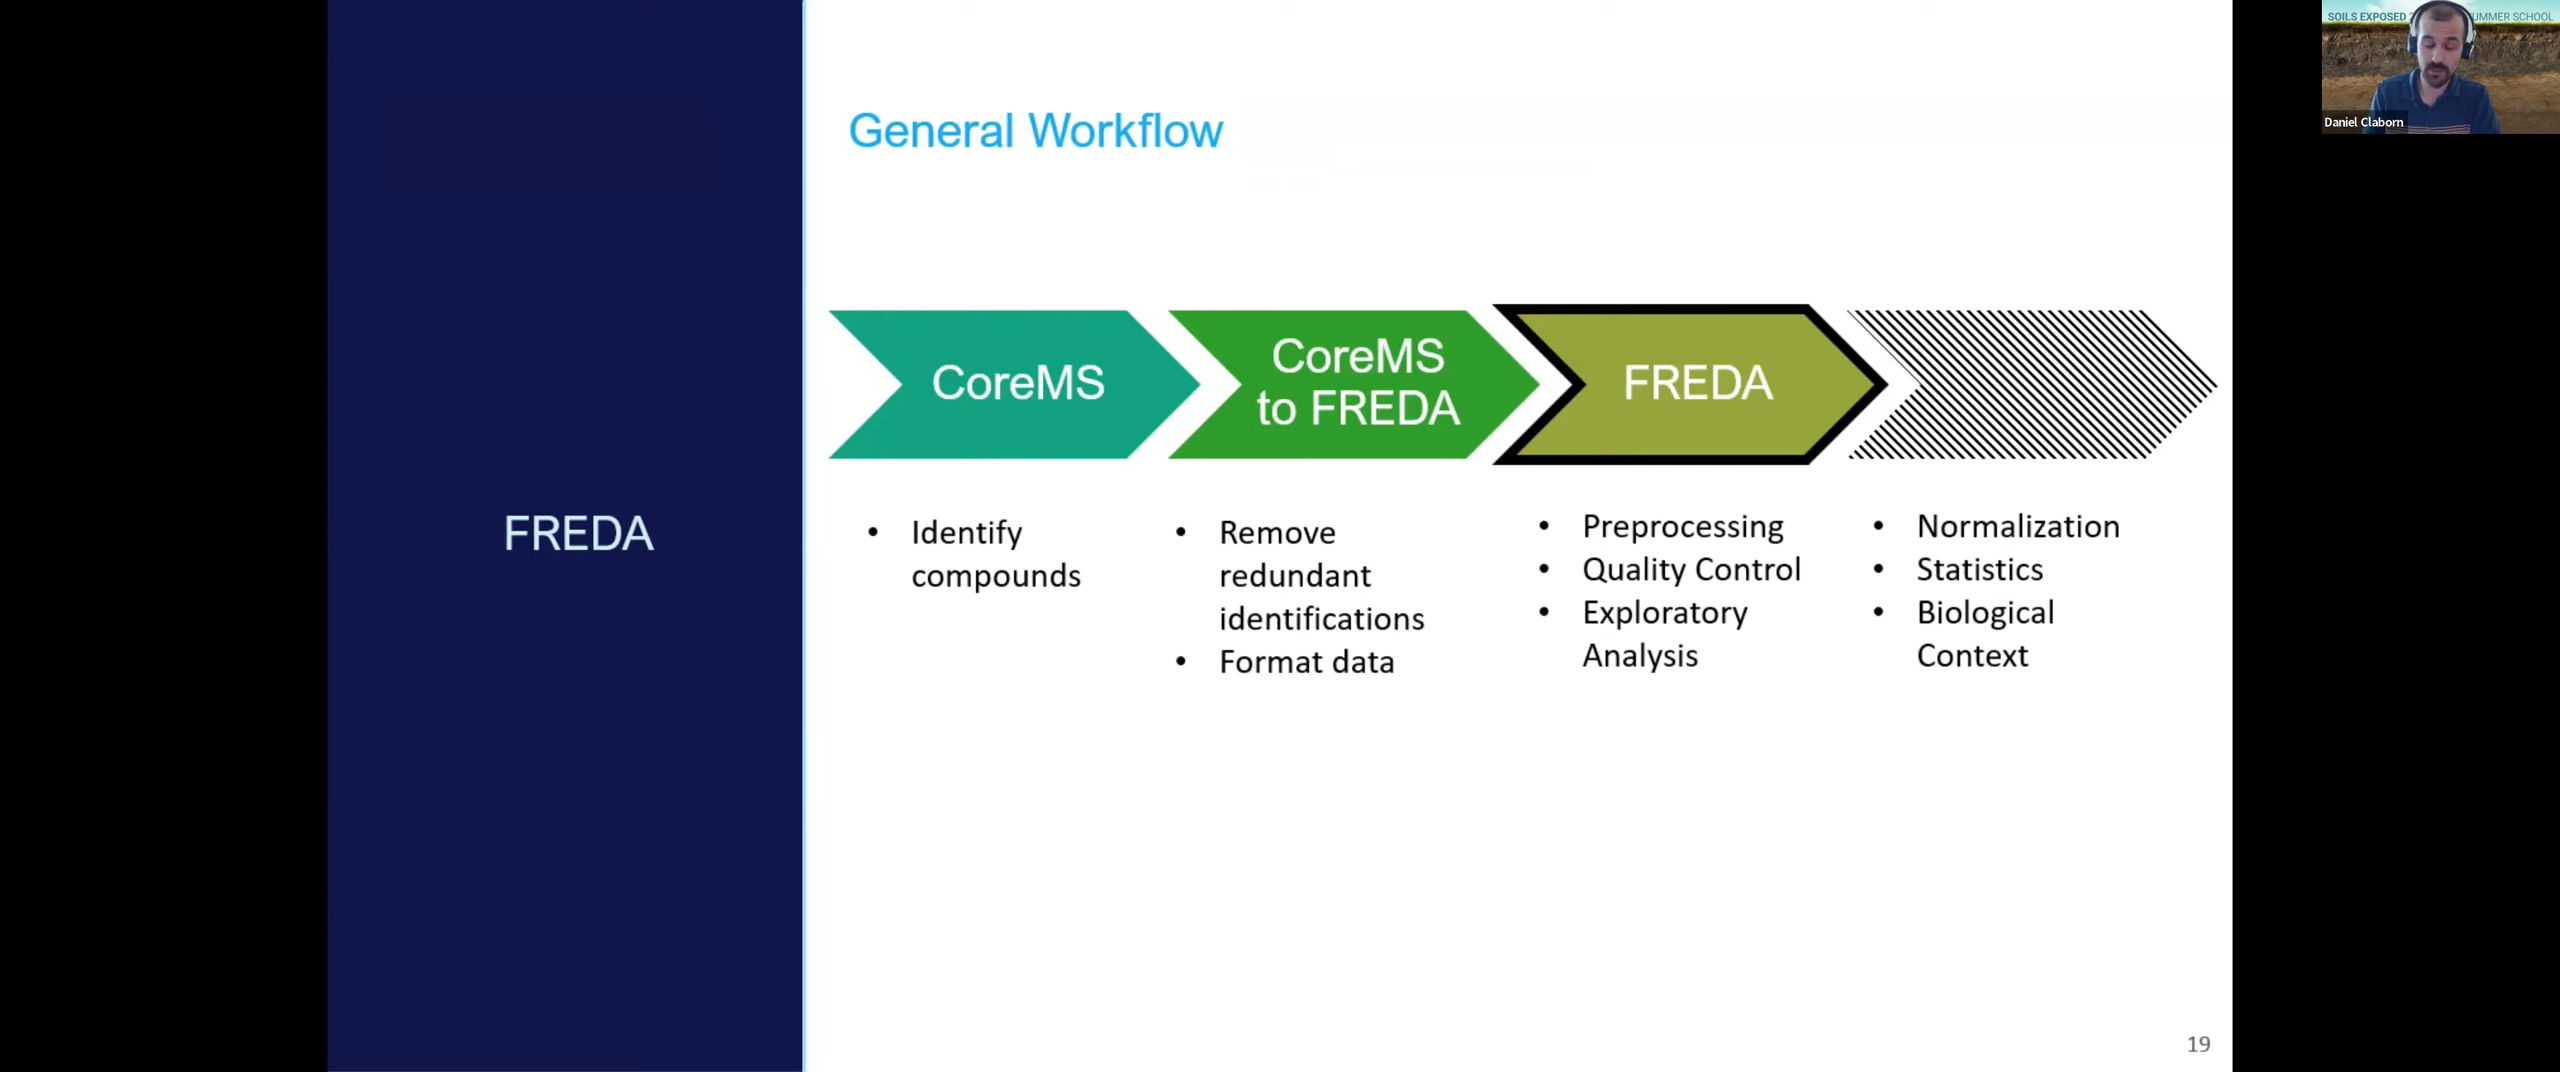 General Workflow
FREDA
CoreMS
CoreMS
to FREDA
FREDA
• Identify
compounds
• Remove
redundant
identifications
• Format data
• Preprocessing
• Quality Control
• Exploratory
Analysis
• Normalization
• Statistics
• Biological
Context
19
SOILS EXPOSED
UMMER SCHOOL
Daniel Claborn